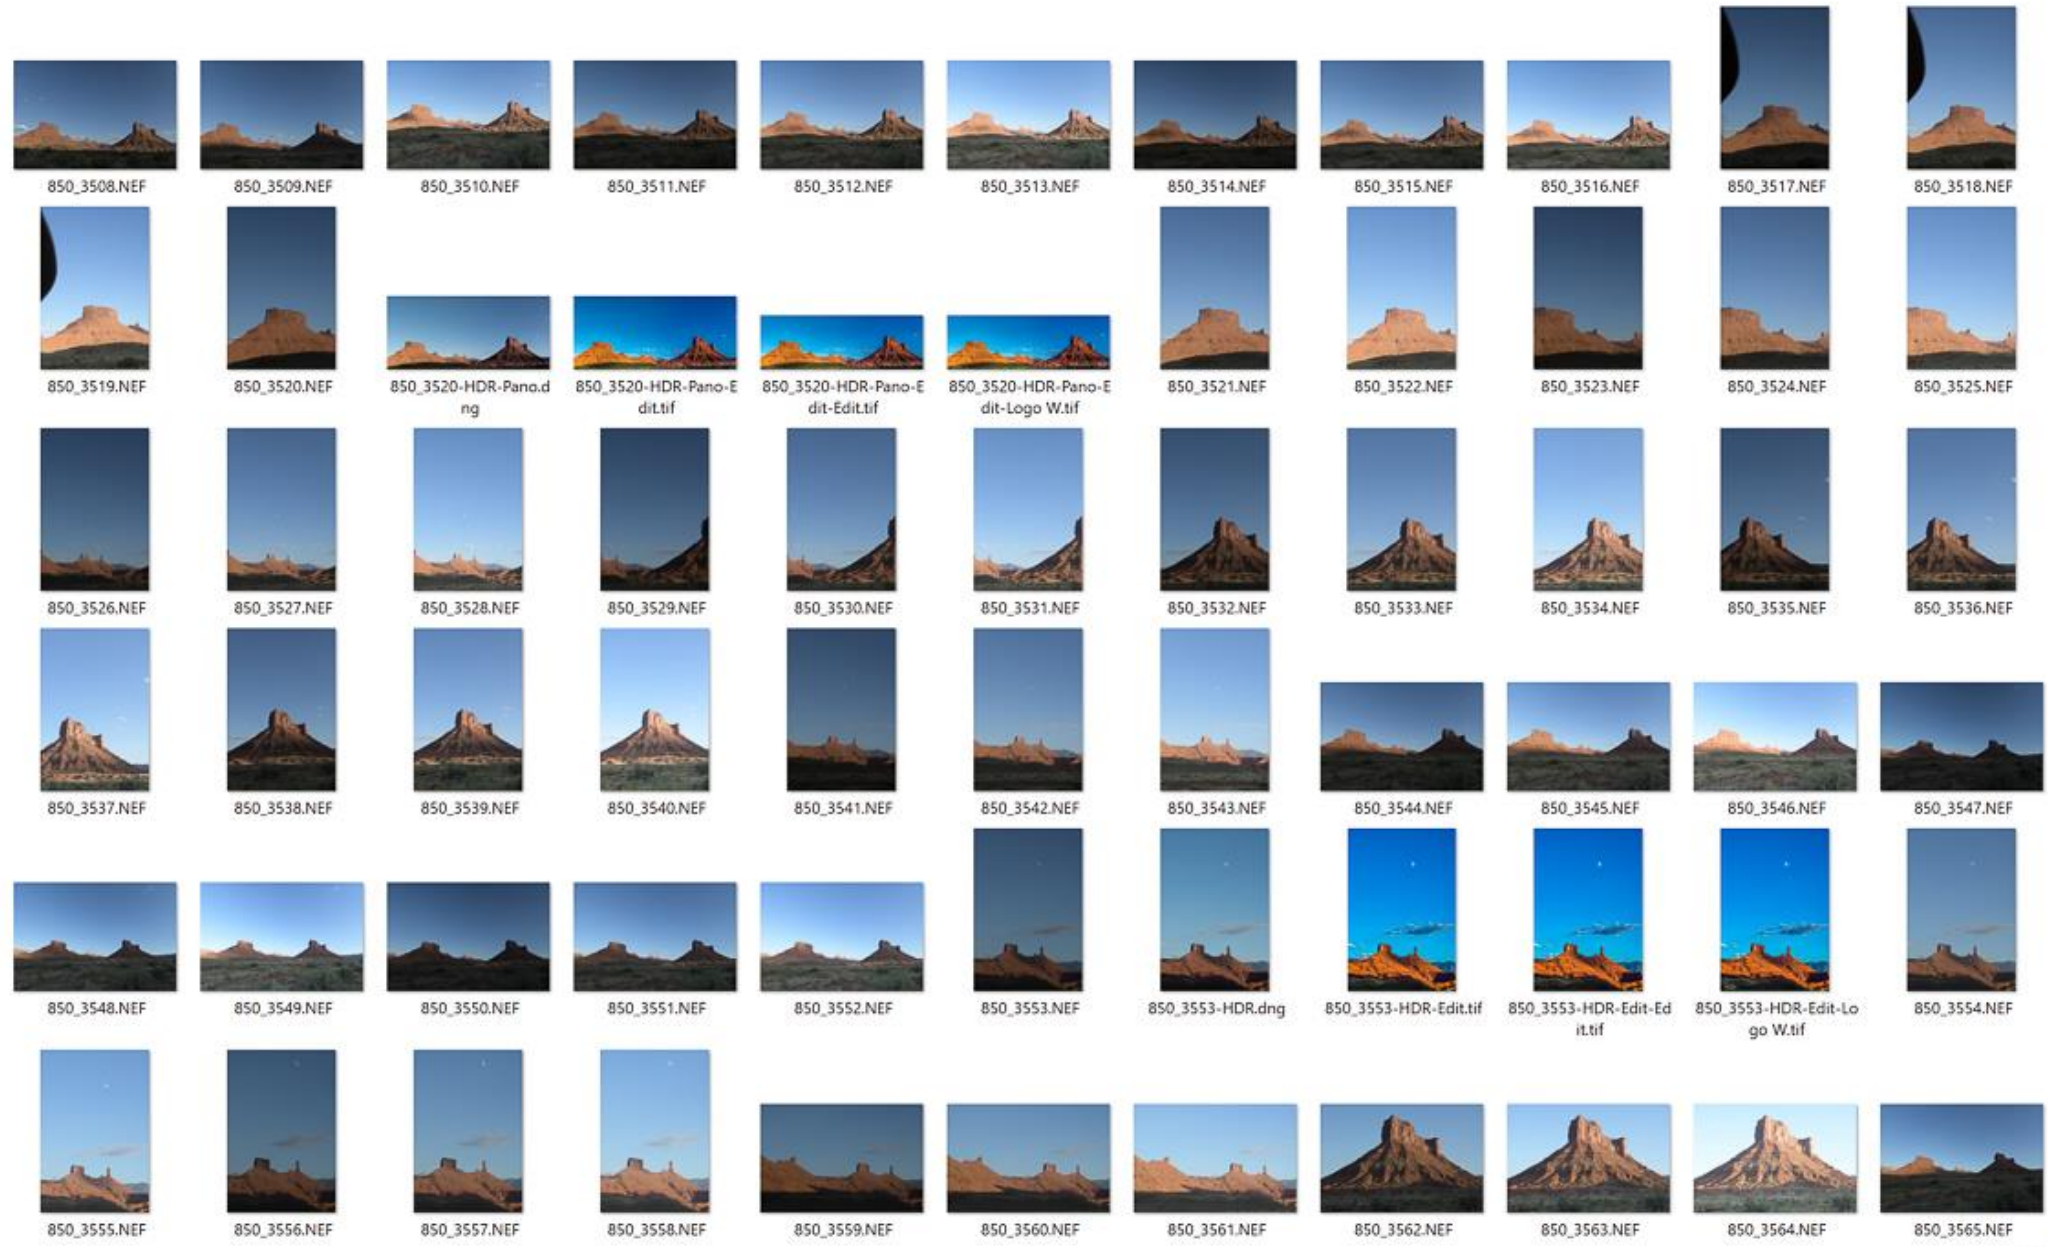 850_3508.NEF
850_3509.NEF
850_3510.NEF
850_3511.NEF
850_3512.NEF
850_3513.NEF
850_3514.NEF
850_3515.NEF
850_3516.NEF
850_3517.NEF
850_3518.NEF
850_3519.NEF
850_3520.NEF
850_3520-HDR-Pano.d
ng
850_3520-HDR-Pano-E
dit.tif
850_3520-HDR-Pano-E
dit-Edit.tif
850_3520-HDR-Pano-E
dit-Logo W.tif
850_3521.NEF
850_3522.NEF
850_3523.NEF
850_3524.NEF
850_3525.NEF
850_3526.NEF
850_3527.NEF
850_3528.NEF
850_3529.NEF
850_3530.NEF
850_3531.NEF
850_3532.NEF
850_3533.NEF
850_3534.NEF
850_3535.NEF
850_3536.NEF
850_3537.NEF
850_3538.NEF
850_3539.NEF
850_3540.NEF
850_3541.NEF
850_3542.NEF
850_3543.NEF
850_3544.NEF
850_3545.NEF
850_3546.NEF
850_3547.NEF
850_3548.NEF
850_3549.NEF
850_3550.NEF
850_3551.NEF
850_3552.NEF
850_3553.NEF
850_3553-HDR.dng
850_3553-HDR-Edit.tif
850_3553-HDR-Edit-Ed
it.tif
850_3553-HDR-Edit-Lo
go W.tif
850_3554.NEF
850_3555.NEF
850_3556.NEF
850_3557.NEF
850_3558.NEF
850_3559.NEF
850_3560.NEF
850_3561.NEF
850_3562.NEF
850_3563.NEF
850_3564.NEF
850_3565.NEF